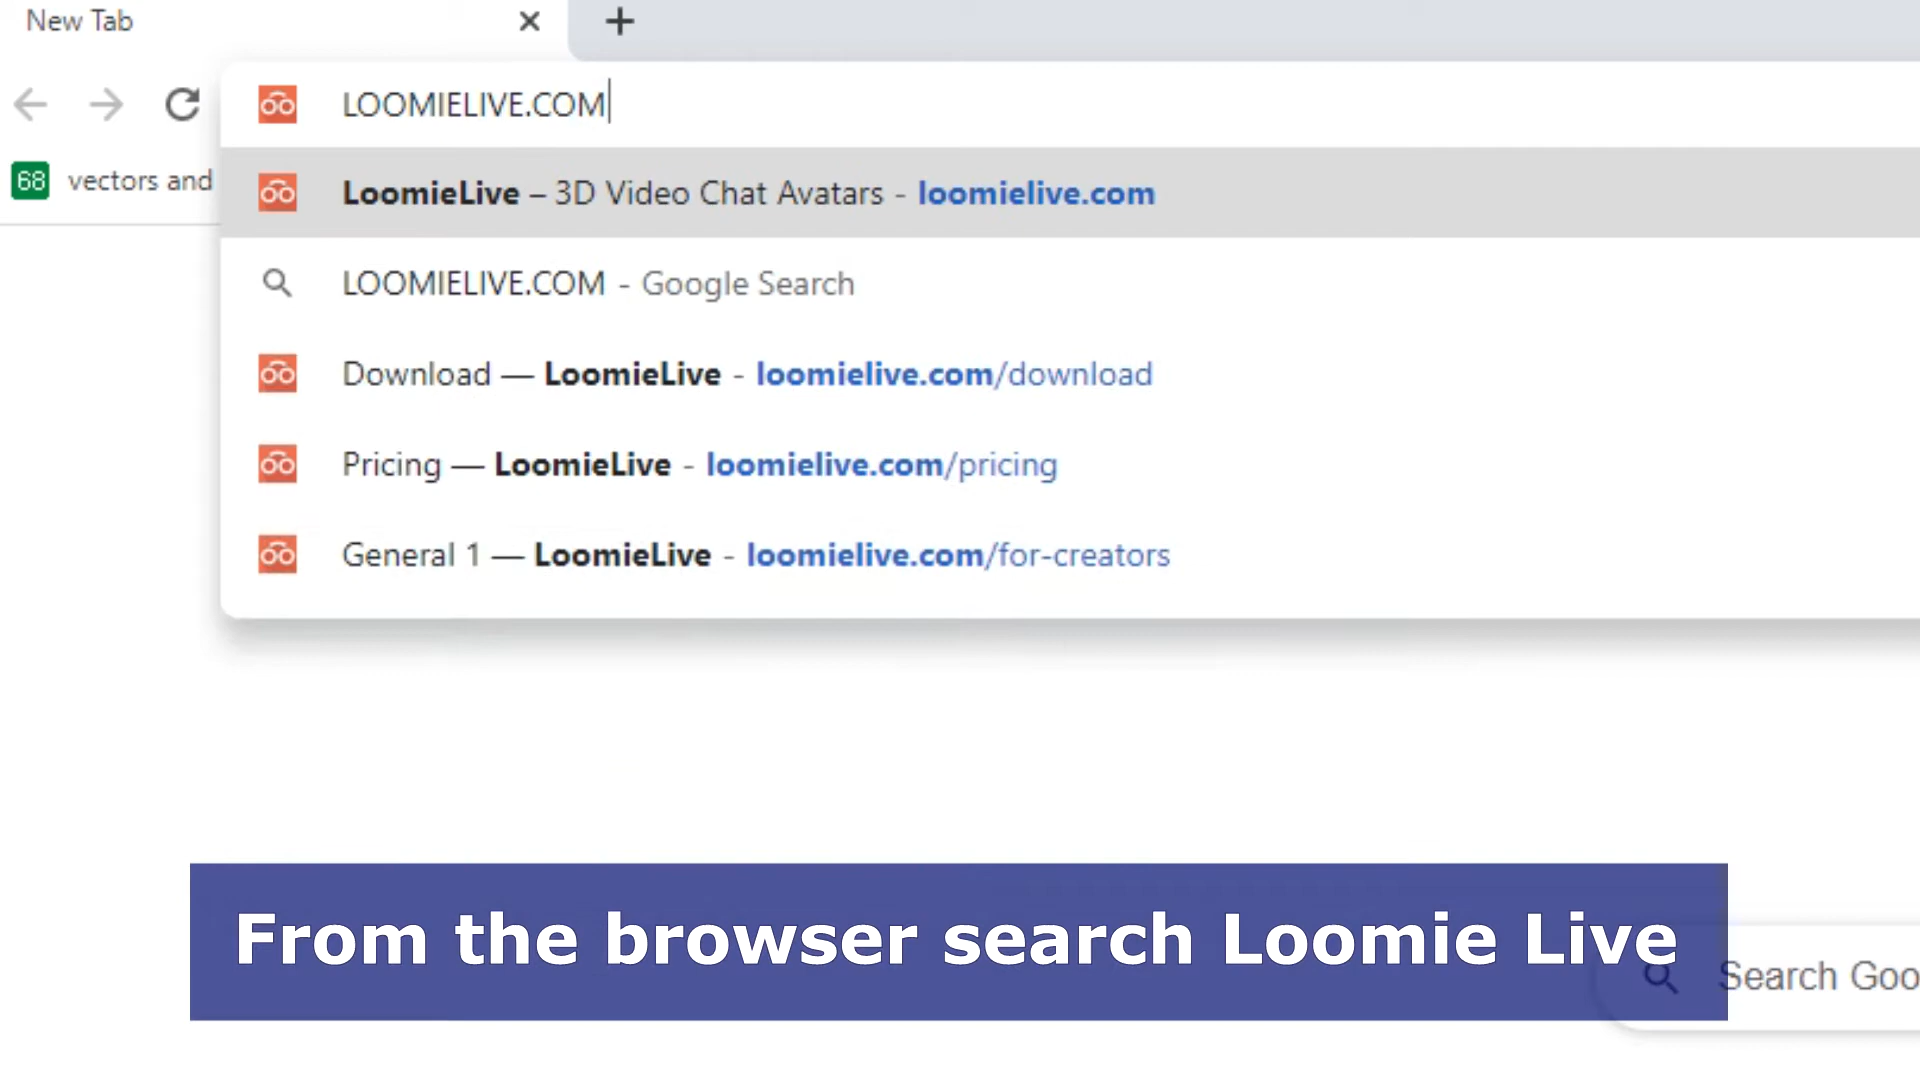 New Tab
LOOMIELIVE.COM
68 vectors and
LoomieLive – 3D Video Chat Avatars - loomielive.com
LOOMIELIVE.COM - Google Search
Download — LoomieLive - loomielive.com/download
Pricing — LoomieLive - loomielive.com/pricing
General 1 — LoomieLive - loomielive.com/for-creators
From the browser search Loomie Live
Search Goo